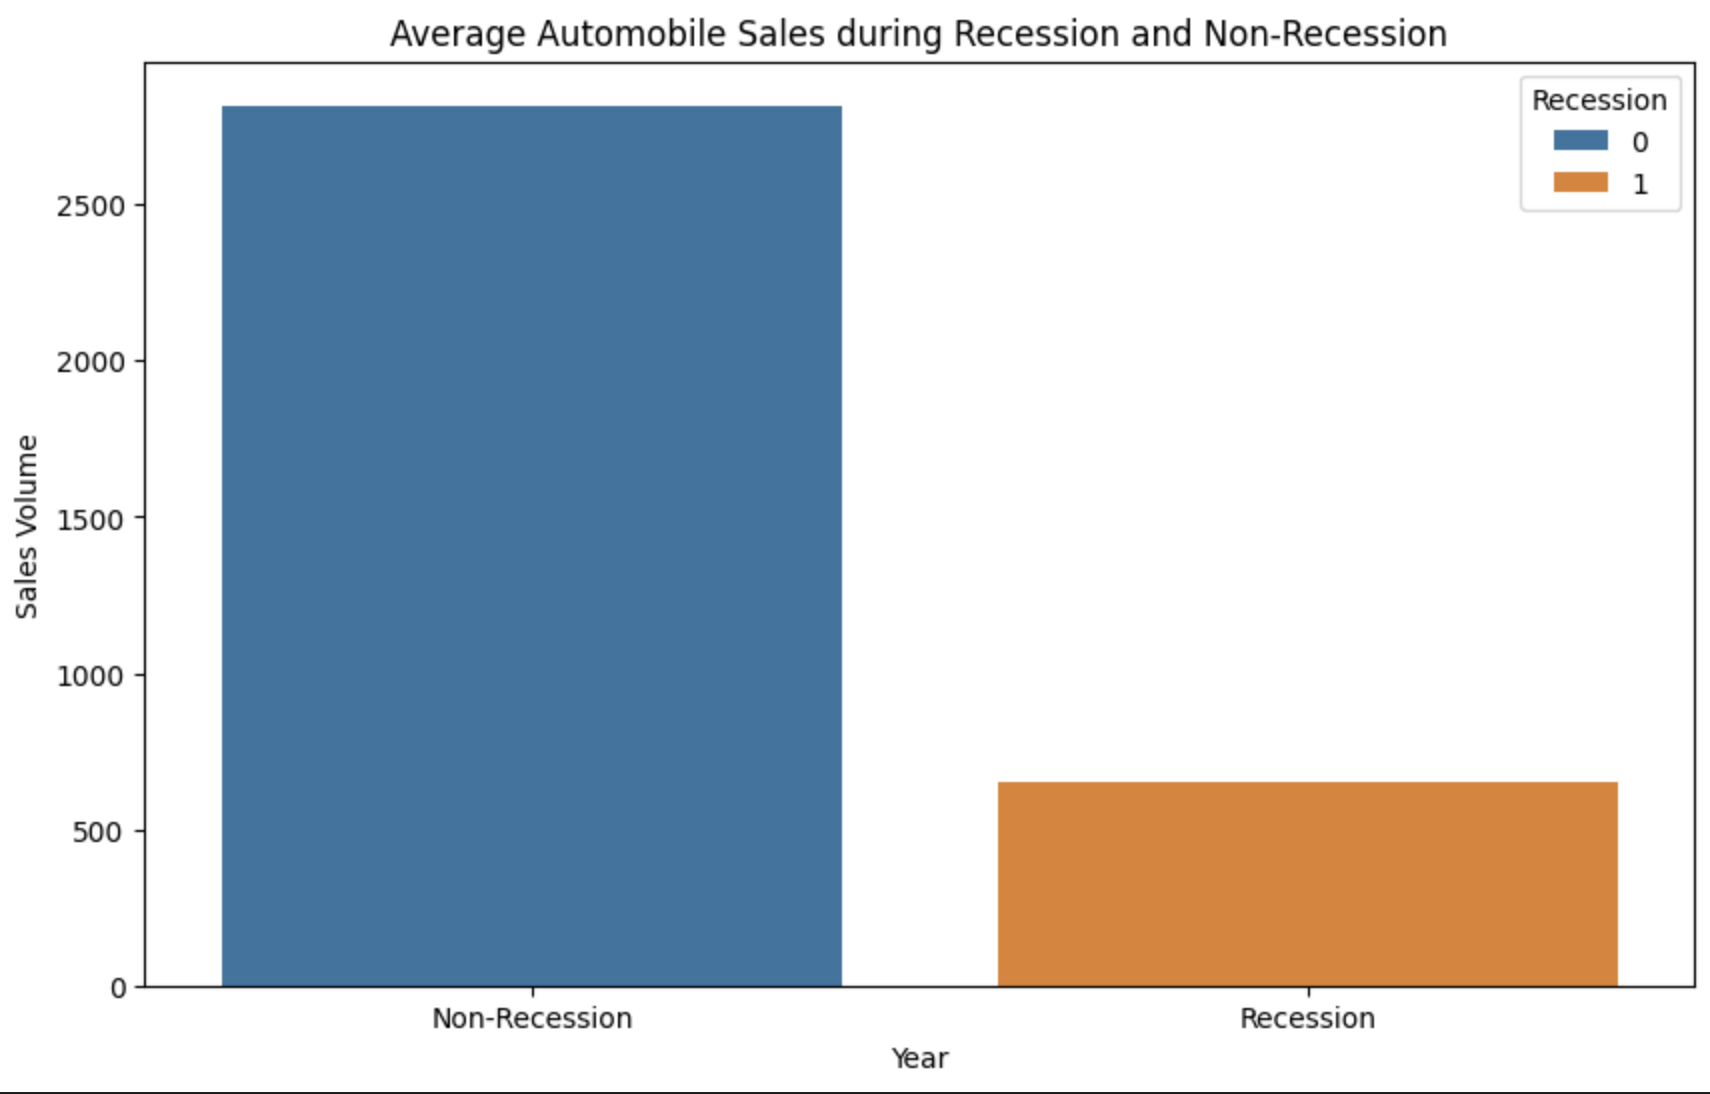 Average Automobile Sales during Recession and Non-Recession
Recession
0
1
Sales Volume
2500
2000
1500
1000
500
0
Non-Recession
Recession
Year